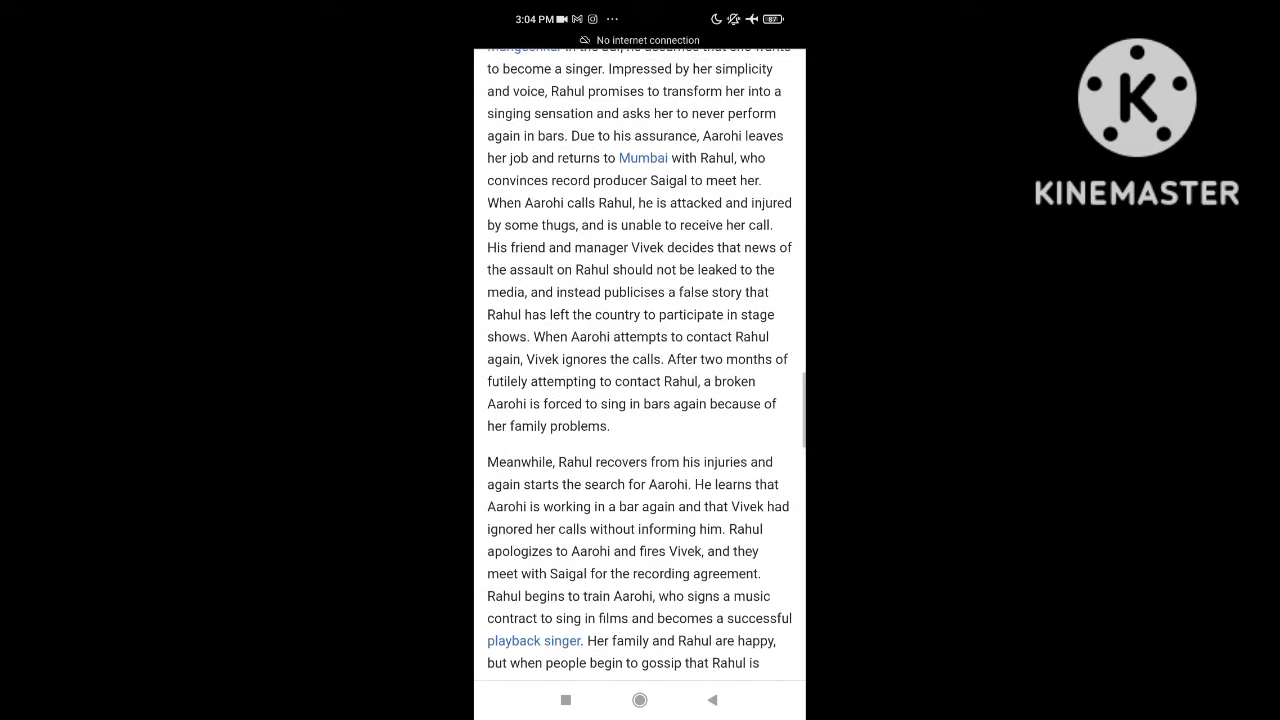 3:04 PM
87
No internet connection
to become a singer. Impressed by her simplicity
and voice, Rahul promises to transform her into a
singing sensation and asks her to never perform
again in bars. Due to his assurance, Aarohi leaves
her job and returns to Mumbai with Rahul, who
convinces record producer Saigal to meet her.
When Aarohi calls Rahul, he is attacked and injured
by some thugs, and is unable to receive her call.
His friend and manager Vivek decides that news of
the assault on Rahul should not be leaked to the
media, and instead publicises a false story that
Rahul has left the country to participate in stage
shows. When Aarohi attempts to contact Rahul
again, Vivek ignores the calls. After two months of
futilely attempting to contact Rahul, a broken
Aarohi is forced to sing in bars again because of
her family problems.
Meanwhile, Rahul recovers from his injuries and
again starts the search for Aarohi. He learns that
Aarohi is working in a bar again and that Vivek had
ignored her calls without informing him. Rahul
apologizes to Aarohi and fires Vivek, and they
meet with Saigal for the recording agreement.
Rahul begins to train Aarohi, who signs a music
contract to sing in films and becomes a successful
playback singer. Her family and Rahul are happy,
but when people begin to gossip that Rahul is
K
KINEMASTER